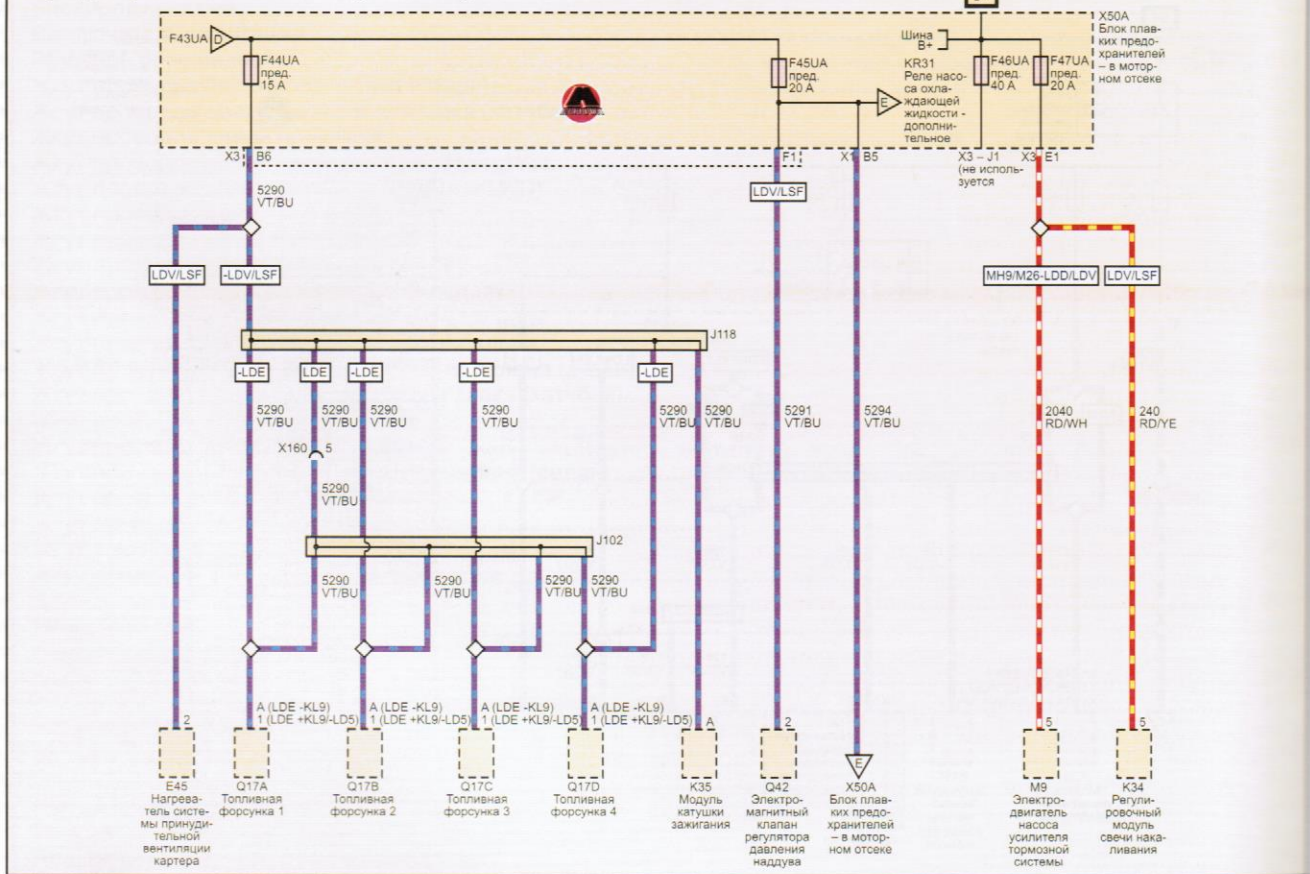 F43UA D
F44UA
пред.
15 A
F45UA
пред.
20 A
E
Шина
B+
KR31
Реле насо-
са охла-
ждающей
жидкости -
дополни-
тельное
F46UA
пред.
40 A
F47UA
пред.
20 A
X50A
Блок плав-
ких предо-
хранителей
– в мотор-
ном отсеке
X3 B6
F1
X1 B5
X3 – J1
(не исполь-
зуется
X3 E1
5290
VT/BU
LDV/LSF
LDV/LSF
-LDV/LSF
MH9/M26-LDD/LDV
LDV/LSF
J118
-LDE
LDE
-LDE
-LDE
-LDE
5290
VT/BU
5290
VT/BU
5290
VT/BU
5290
VT/BU
5290
VT/BU
5290
VT/BU
5291
VT/BU
5294
VT/BU
2040
RD/WH
240
RD/YE
X160 5
5290
VT/BU
J102
5290
VT/BU
5290
VT/BU
5290
VT/BU
5290
VT/BU
2
A (LDE -KL9)
1 (LDE +KL9/-LD5)
A (LDE -KL9)
1 (LDE +KL9/-LD5)
A (LDE -KL9)
1 (LDE +KL9/-LD5)
A (LDE -KL9)
1 (LDE +KL9/-LD5)
A
2
E
5
5
E45
Нагрева-
тель систе-
мы принуди-
тельной
вентиляции
картера
Q17A
Топливная
форсунка 1
Q17B
Топливная
форсунка 2
Q17C
Топливная
форсунка 3
Q17D
Топливная
форсунка 4
K35
Модуль
катушки
зажигания
Q42
Электро-
магнитный
клапан
регулятора
давления
наддува
X50A
Блок плав-
ких предо-
хранителей
– в мотор-
ном отсеке
M9
Электро-
двигатель
насоса
усилителя
тормозной
системы
K34
Регули-
ровочный
модуль
свечи нака-
ливания